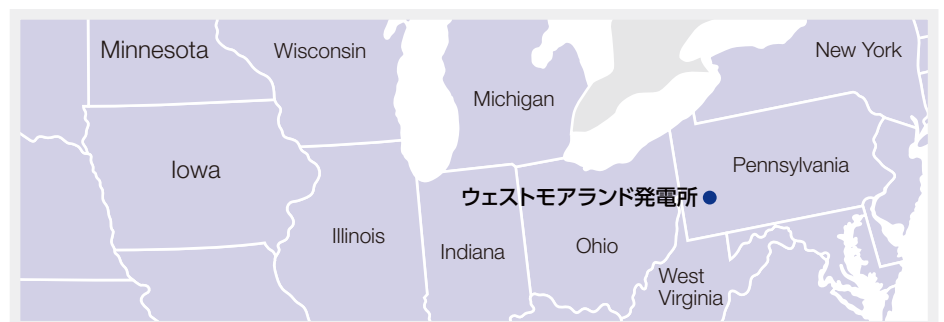 Minnesota
Wisconsin
New York
Michigan
Pennsylvania
Iowa
ウェストモアランド発電所
Illinois
Indiana
Ohio
West
Virginia